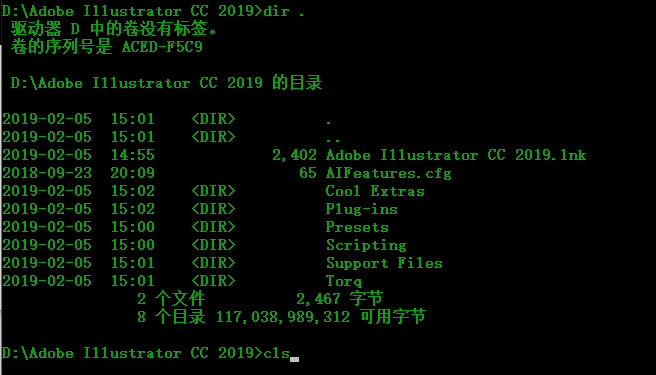 D:\Adobe Illustrator CC 2019>dir .
驱动器 D 中的卷没有标签。
卷的序列号是 ACED-F5C9
D:\Adobe Illustrator CC 2019 的目录
2019-02-05  15:01    <DIR>          .
2019-02-05  15:01    <DIR>          ..
2019-02-05  14:55             2,402 Adobe Illustrator CC 2019.lnk
2018-09-23  20:09                65 AIFeatures.cfg
2019-02-05  15:02    <DIR>          Cool Extras
2019-02-05  15:02    <DIR>          Plug-ins
2019-02-05  15:00    <DIR>          Presets
2019-02-05  15:00    <DIR>          Scripting
2019-02-05  15:01    <DIR>          Support Files
2019-02-05  15:01    <DIR>          Torq
2 个文件          2,467 字节
8 个目录 117,038,989,312 可用字节
D:\Adobe Illustrator CC 2019>cls